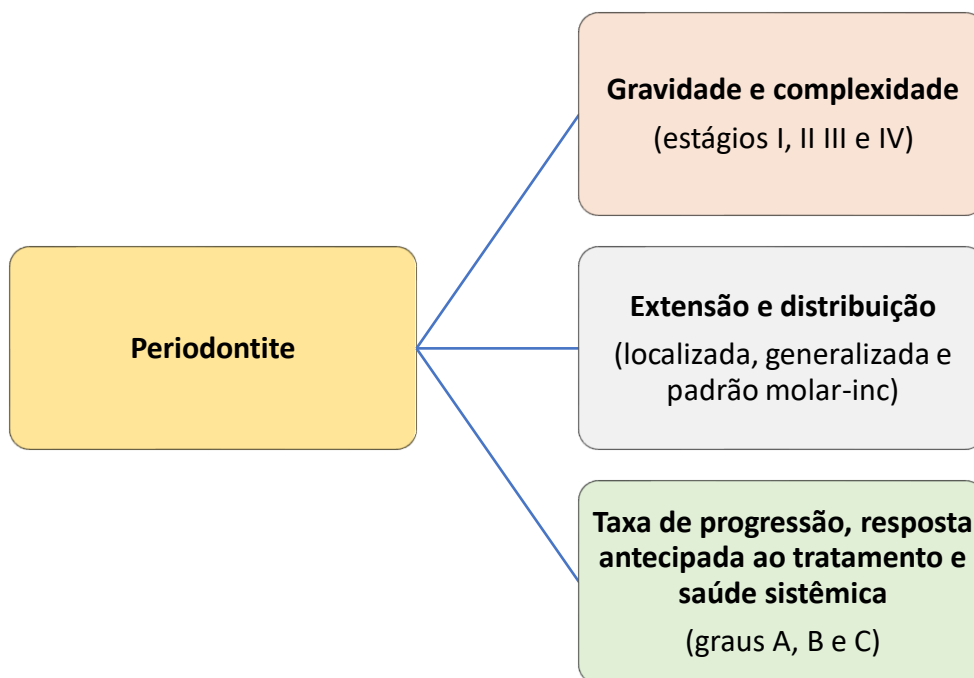 Gravidade e complexidade
(estágios I, II III e IV)
Periodontite
Extensão e distribuição
(localizada, generalizada e
padrão molar-inc)
Taxa de progressão, resposta
antecipada ao tratamento e
saúde sistêmica
(graus A, B e C)